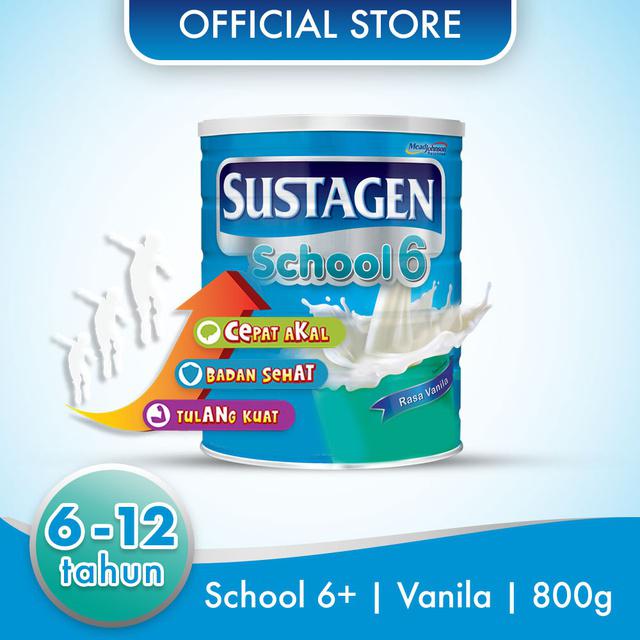 OFFICIAL STORE
MeadJohnson
SUSTAGEN
School 6
CEPAT AKAL
BADAN SEHAT
TULANG KUAT
Rasa Vanila
6-12
tahun
School 6+ | Vanila | 800g